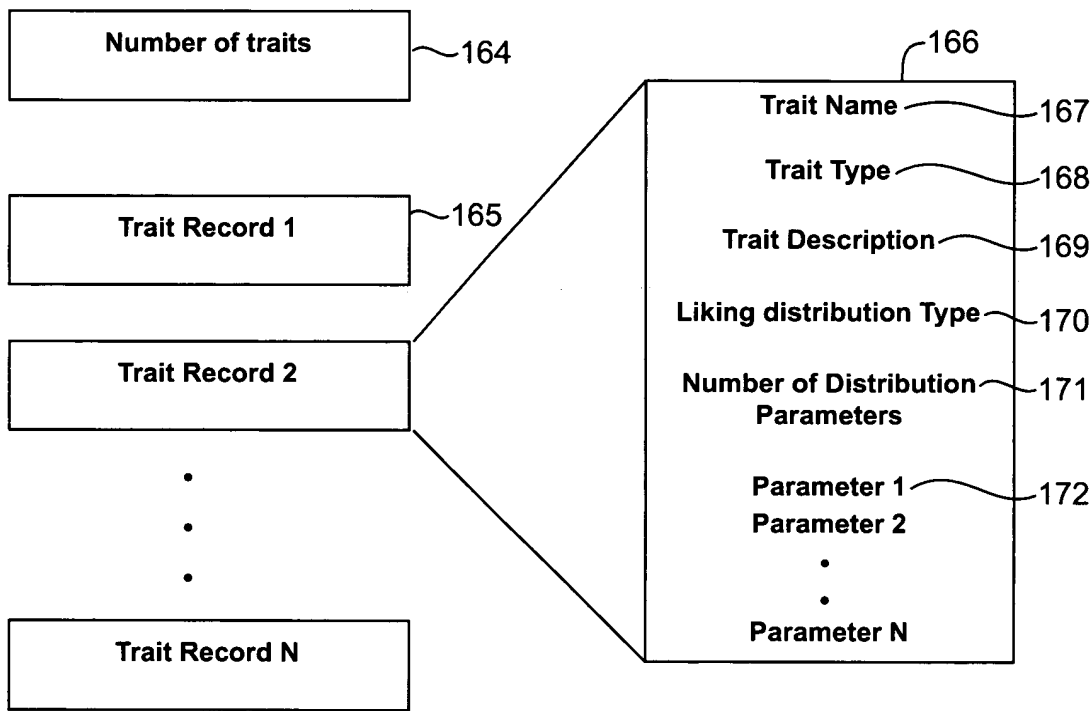 Number of traits
164
Trait Record 1
165
Trait Record 2
Trait Record N
166
Trait Name
167
Trait Type
168
Trait Description
169
Liking distribution Type
170
Number of Distribution
171
Parameters
Parameter 1
172
Parameter 2
Parameter N